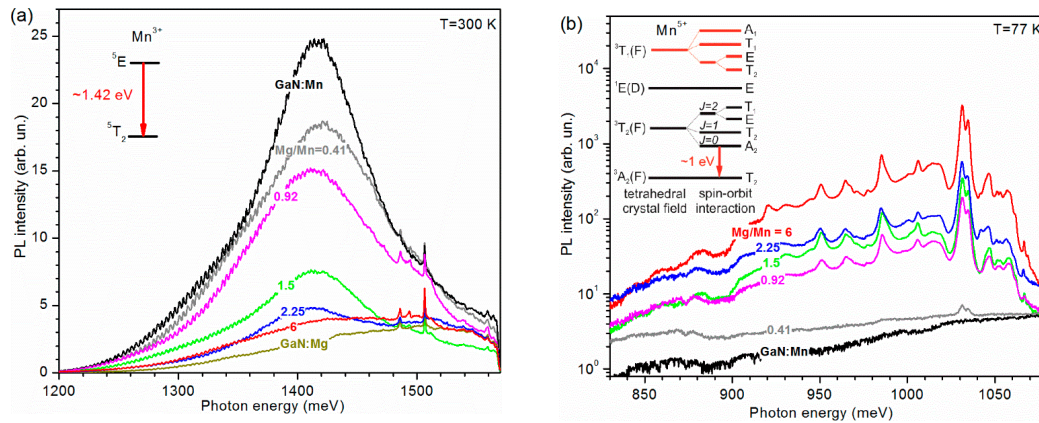 (a)
T=300 K
Mn³⁺
⁵E
~1.42 eV
⁵T₂
GaN:Mn
Mg/Mn=0.41
0.92
1.5
2.25
6
GaN:Mg
PL intensity (arb. un.)
25
20
15
10
5
0
1200 1300 1400 1500
Photon energy (meV)
(b)
T=77 K
Mn⁵⁺
³T₁(F)
A₁
T₁
E
T₂
¹E(D)
E
³T₂(F)
J=2
J=1
J=0
T₁
E
T₂
A₂
~1 eV
³A₂(F)
T₂
tetrahedral
crystal field
spin-orbit
interaction
Mg/Mn = 6
2.25
1.5
0.92
0.41
GaN:Mn
PL intensity (arb. un.)
10⁴
10³
10²
10¹
10⁰
850 900 950 1000 1050
Photon energy (meV)